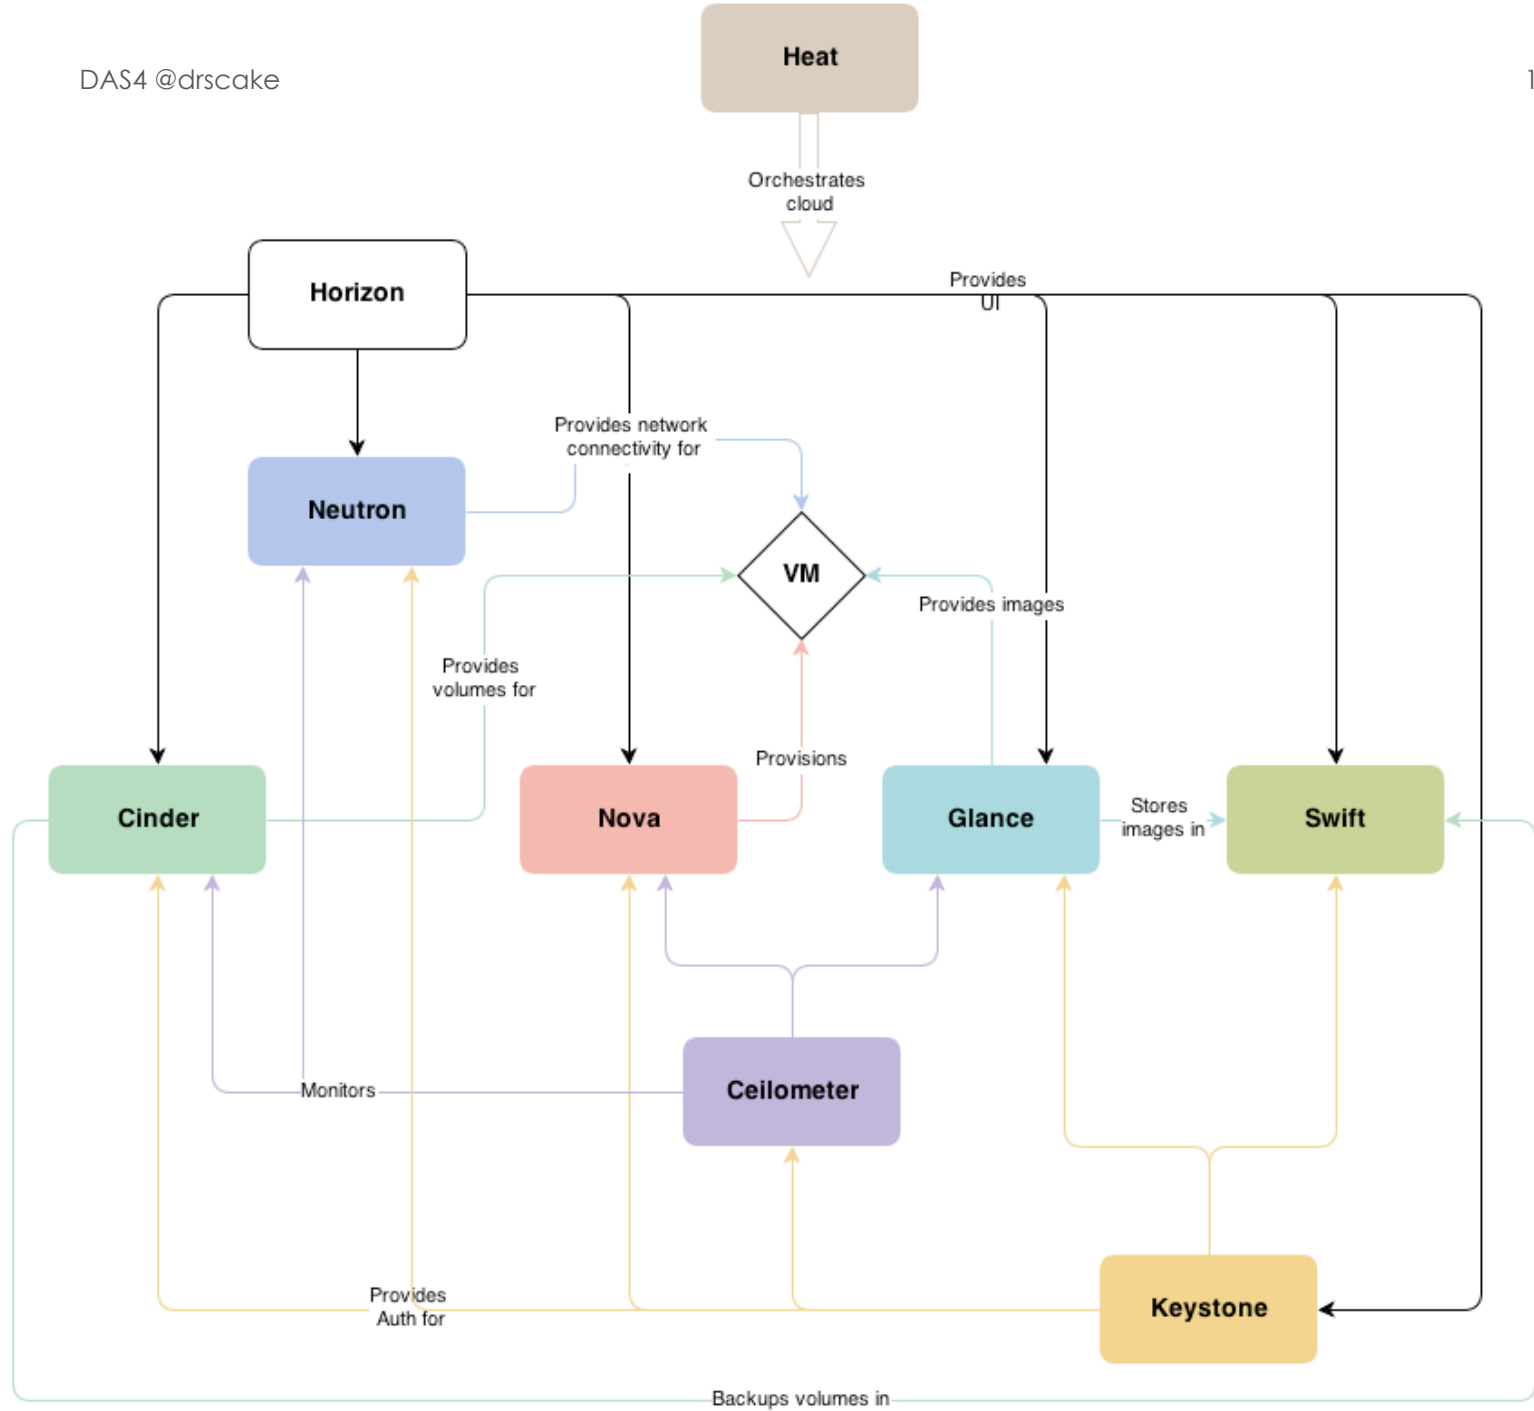 Heat
DAS4 @drscake
1
Orchestrates
cloud
Provides
UI
Horizon
Provides network
connectivity for
Neutron
VM
Provides images
Provides
volumes for
Provisions
Cinder
Nova
Glance
Stores
images in
Swift
Monitors
Ceilometer
Provides
Auth for
Keystone
Backups volumes in